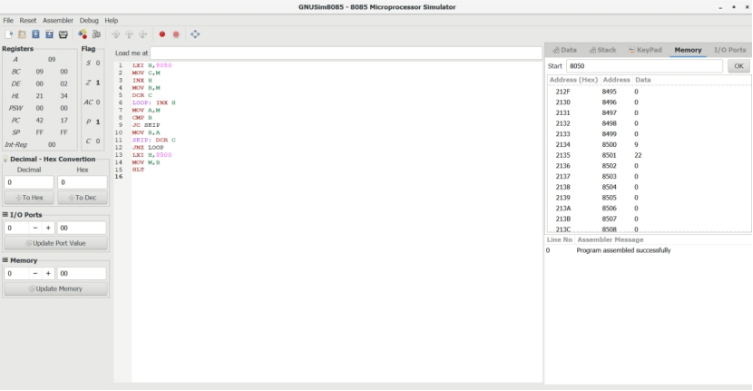 GNUSim8085 - 8085 Microprocessor Simulator
File Reset Assembler Debug Help
Registers
Flag
A 09
BC 09 00
DE 00 02
HL 21 34
PSW 00 00
PC 42 17
SP FF FF
Int-Reg 00
S 0
Z 1
AC 0
P 1
C 0
Decimal - Hex Convertion
Decimal Hex
0 0
To Hex To Dec
I/O Ports
0 - + 00
Update Port Value
Memory
0 - + 00
Update Memory
Load me at
1 LXI H,8050
2 MOV C,M
3 INX H
4 MOV B,M
5 DCR C
6 LOOP: INX H
7 MOV A,M
8 CMP B
9 JC SKIP
10 MOV B,A
11 SKIP: DCR C
12 JNZ LOOP
13 LXI H,8500
14 MOV M,B
15 HLT
16
Data Stack KeyPad Memory I/O Ports
Start 8050 OK
Address (Hex) Address Data
212F 8495 0
2130 8496 0
2131 8497 0
2132 8498 0
2133 8499 0
2134 8500 9
2135 8501 22
2136 8502 0
2137 8503 0
2138 8504 0
2139 8505 0
213A 8506 0
213B 8507 0
213C 8508 0
Line No Assembler Message
0 Program assembled successfully